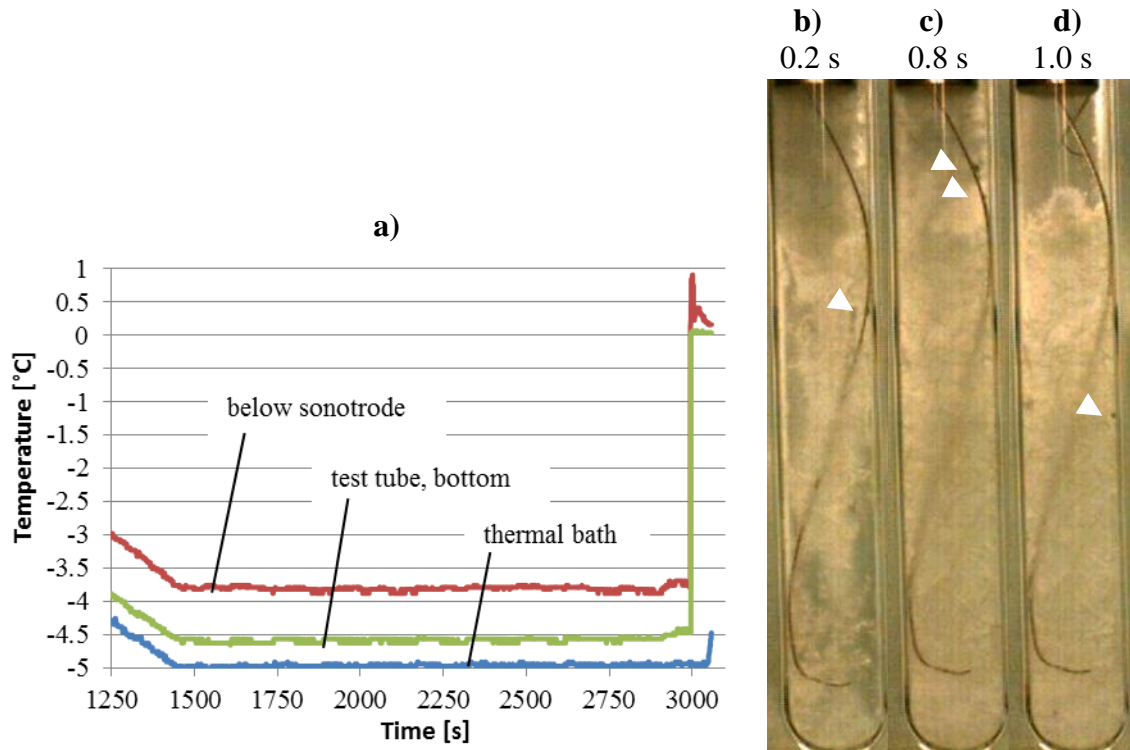 b) c) d)
0.2 s 0.8 s 1.0 s
a)
Temperature [°C]
1
0.5
0
-0.5
-1
-1.5
-2
-2.5
-3
-3.5
-4
-4.5
-5
below sonotrode
test tube, bottom
thermal bath
1250 1500 1750 2000 2250 2500 2750 3000
Time [s]